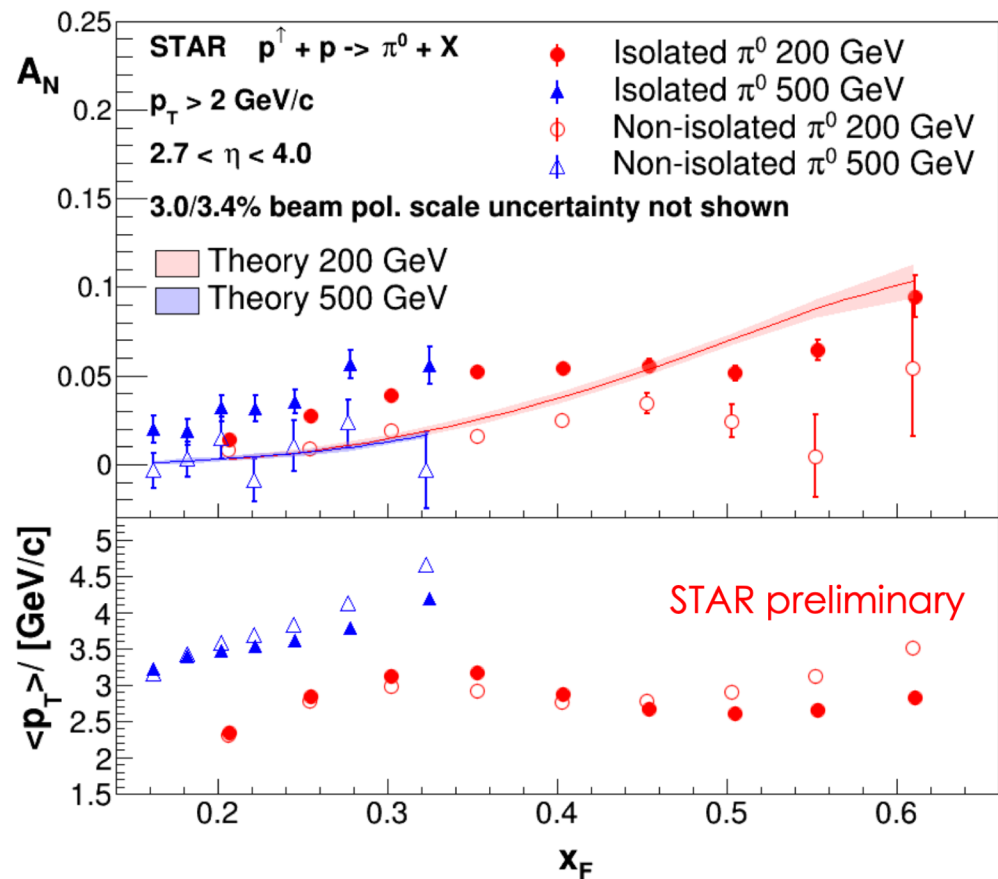 STAR p↑ + p -> π⁰ + X
p_T > 2 GeV/c
2.7 < η < 4.0
3.0/3.4% beam pol. scale uncertainty not shown
Isolated π⁰ 200 GeV
Isolated π⁰ 500 GeV
Non-isolated π⁰ 200 GeV
Non-isolated π⁰ 500 GeV
Theory 200 GeV
Theory 500 GeV
A_N
0.25
0.2
0.15
0.1
0.05
0
STAR preliminary
<p_T> / [GeV/c]
5
4.5
4
3.5
3
2.5
2
1.5
0.2 0.3 0.4 0.5 0.6
x_F